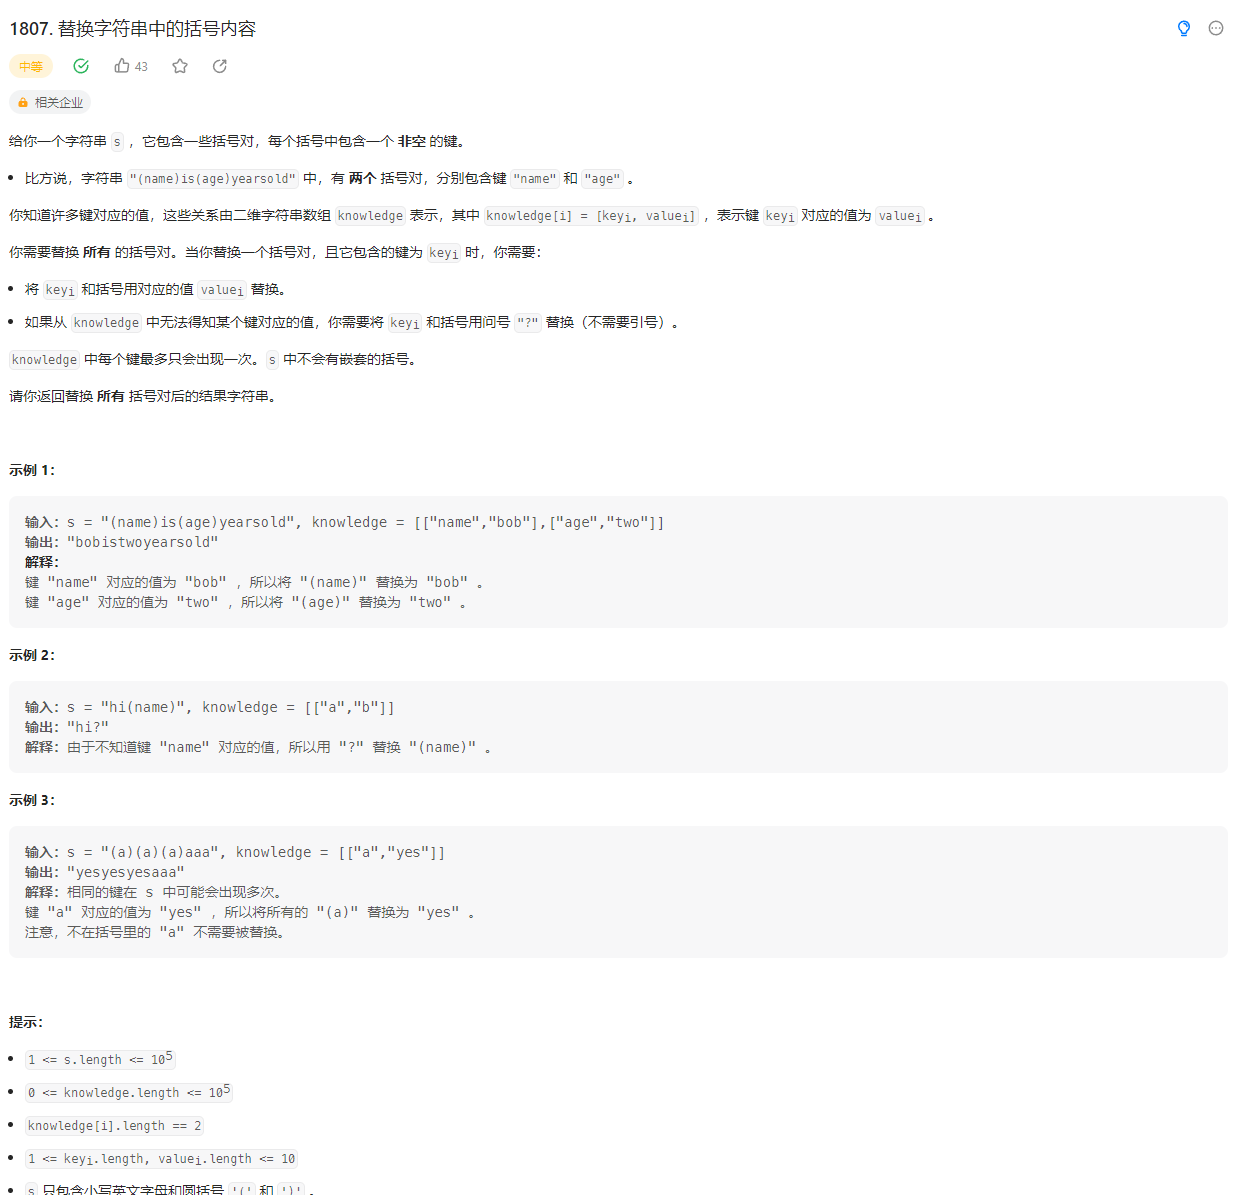 1807. 替换字符串中的括号内容
中等 43
相关企业
给你一个字符串 s ，它包含一些括号对，每个括号中包含一个 非空 的键。
• 比方说，字符串 "(name)is(age)yearsold" 中，有 两个 括号对，分别包含键 "name" 和 "age" 。
你知道许多键对应的值，这些关系由二维字符串数组 knowledge 表示，其中 knowledge[i] = [keyi, valuei] ，表示键 keyi 对应的值为 valuei 。
你需要替换 所有 的括号对。当你替换一个括号对，且它包含的键为 keyi 时，你需要：
• 将 keyi 和括号用对应的值 valuei 替换。
• 如果从 knowledge 中无法得知某个键对应的值，你需要将 keyi 和括号用问号 "?" 替换（不需要引号）。
knowledge 中每个键最多只会出现一次。s 中不会有嵌套的括号。
请你返回替换 所有 括号对后的结果字符串。
示例 1：
输入：s = "(name)is(age)yearsold", knowledge = [["name","bob"],["age","two"]]
输出："bobistwoyearsold"
解释：
键 "name" 对应的值为 "bob" ，所以将 "(name)" 替换为 "bob" 。
键 "age" 对应的值为 "two" ，所以将 "(age)" 替换为 "two" 。
示例 2：
输入：s = "hi(name)", knowledge = [["a","b"]]
输出："hi?"
解释：由于不知道键 "name" 对应的值，所以用 "?" 替换 "(name)" 。
示例 3：
输入：s = "(a)(a)(a)aaa", knowledge = [["a","yes"]]
输出："yesyesyesaaa"
解释：相同的键在 s 中可能会出现多次。
键 "a" 对应的值为 "yes" ，所以将所有的 "(a)" 替换为 "yes" 。
注意，不在括号里的 "a" 不需要被替换。
提示：
• 1 <= s.length <= 10^5
• 0 <= knowledge.length <= 10^5
• knowledge[i].length == 2
• 1 <= keyi.length, valuei.length <= 10
• s 只包含小写英文字母和圆括号 '(' 和 ')' 。